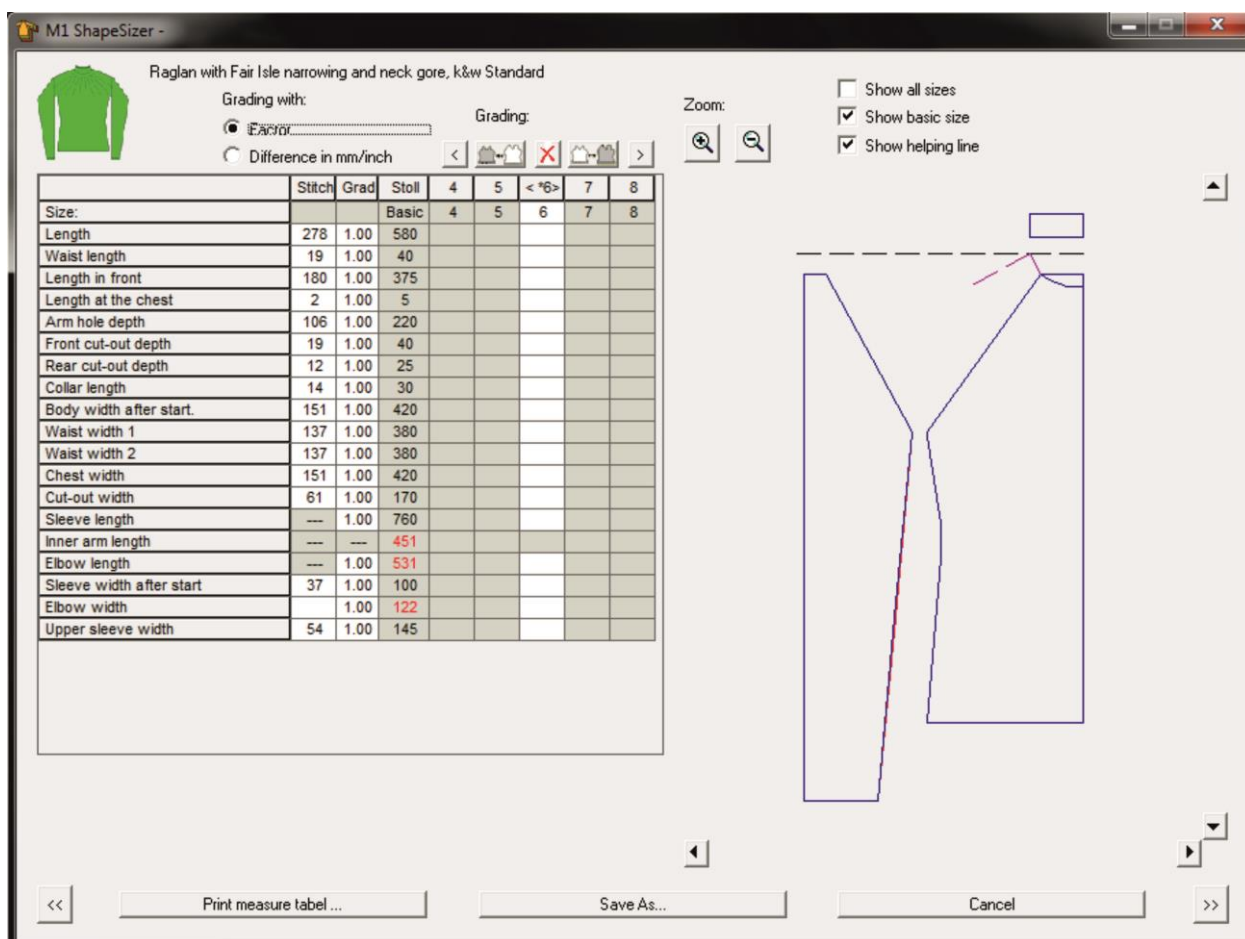 M1 ShapeSizer -
Raglan with Fair Isle narrowing and neck gore, k&w Standard
Grading with:
Factor
Difference in mm/inch
Grading:
<
>
Zoom:
Show all sizes
Show basic size
Show helping line
Stitch Grad Stoll 4 5 < *6> 7 8
Size: Basic 4 5 6 7 8
Length 278 1.00 580
Waist length 19 1.00 40
Length in front 180 1.00 375
Length at the chest 2 1.00 5
Arm hole depth 106 1.00 220
Front cut-out depth 19 1.00 40
Rear cut-out depth 12 1.00 25
Collar length 14 1.00 30
Body width after start. 151 1.00 420
Waist width 1 137 1.00 380
Waist width 2 137 1.00 380
Chest width 151 1.00 420
Cut-out width 61 1.00 170
Sleeve length --- 1.00 760
Inner arm length --- --- 451
Elbow length --- 1.00 531
Sleeve width after start 37 1.00 100
Elbow width 1.00 122
Upper sleeve width 54 1.00 145
<<
Print measure tabel ...
Save As...
Cancel
>>